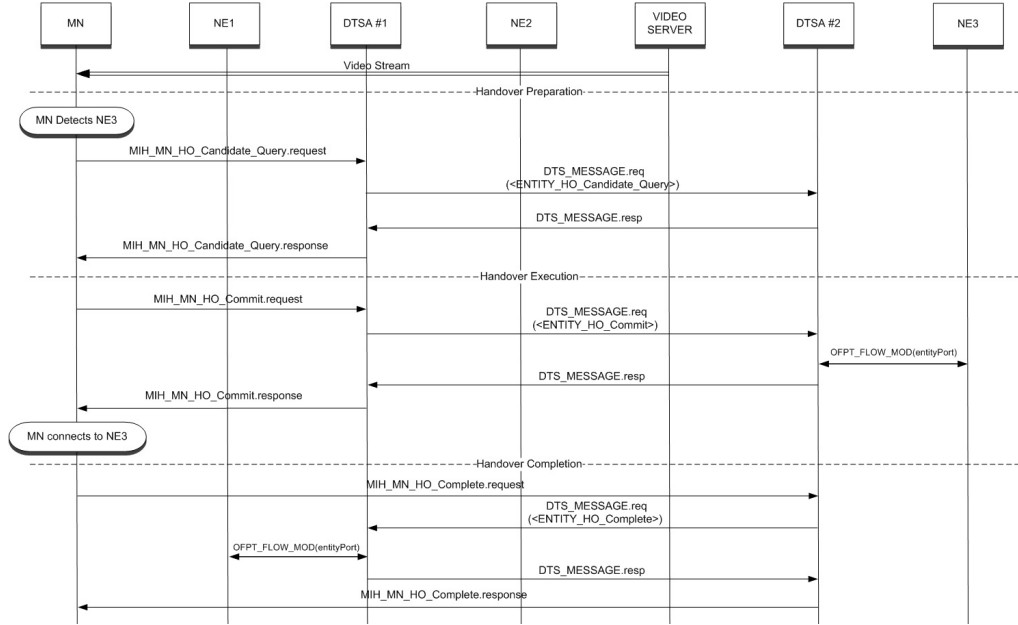 MN
NE1
DTSA #1
NE2
VIDEO
SERVER
DTSA #2
NE3
Video Stream
Handover Preparation
MN Detects NE3
MIH_MN_HO_Candidate_Query.request
DTS_MESSAGE.req
(<ENTITY_HO_Candidate_Query>)
DTS_MESSAGE.resp
MIH_MN_HO_Candidate_Query.response
Handover Execution
MIH_MN_HO_Commit.request
DTS_MESSAGE.req
(<ENTITY_HO_Commit>)
OFPT_FLOW_MOD(entityPort)
DTS_MESSAGE.resp
MIH_MN_HO_Commit.response
MN connects to NE3
Handover Completion
MIH_MN_HO_Complete.request
DTS_MESSAGE.req
(<ENTITY_HO_Complete>)
OFPT_FLOW_MOD(entityPort)
DTS_MESSAGE.resp
MIH_MN_HO_Complete.response